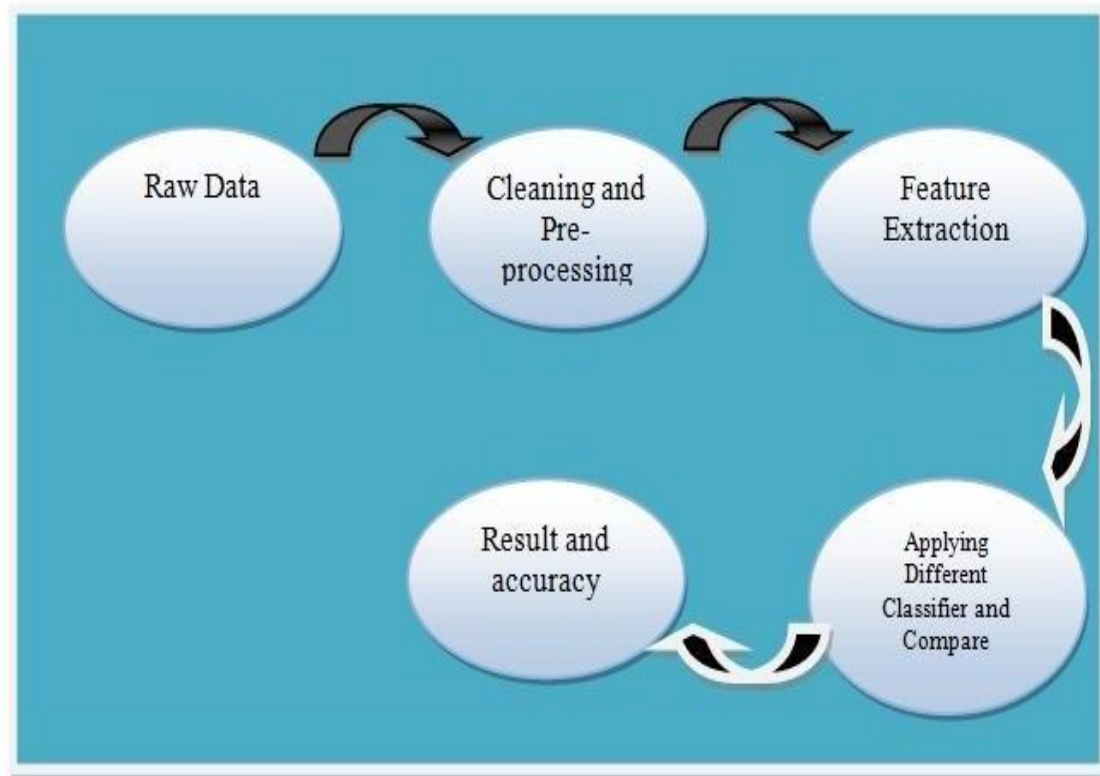 Raw Data
Cleaning and
Pre-
processing
Feature
Extraction
Applying
Different
Classifier and
Compare
Result and
accuracy